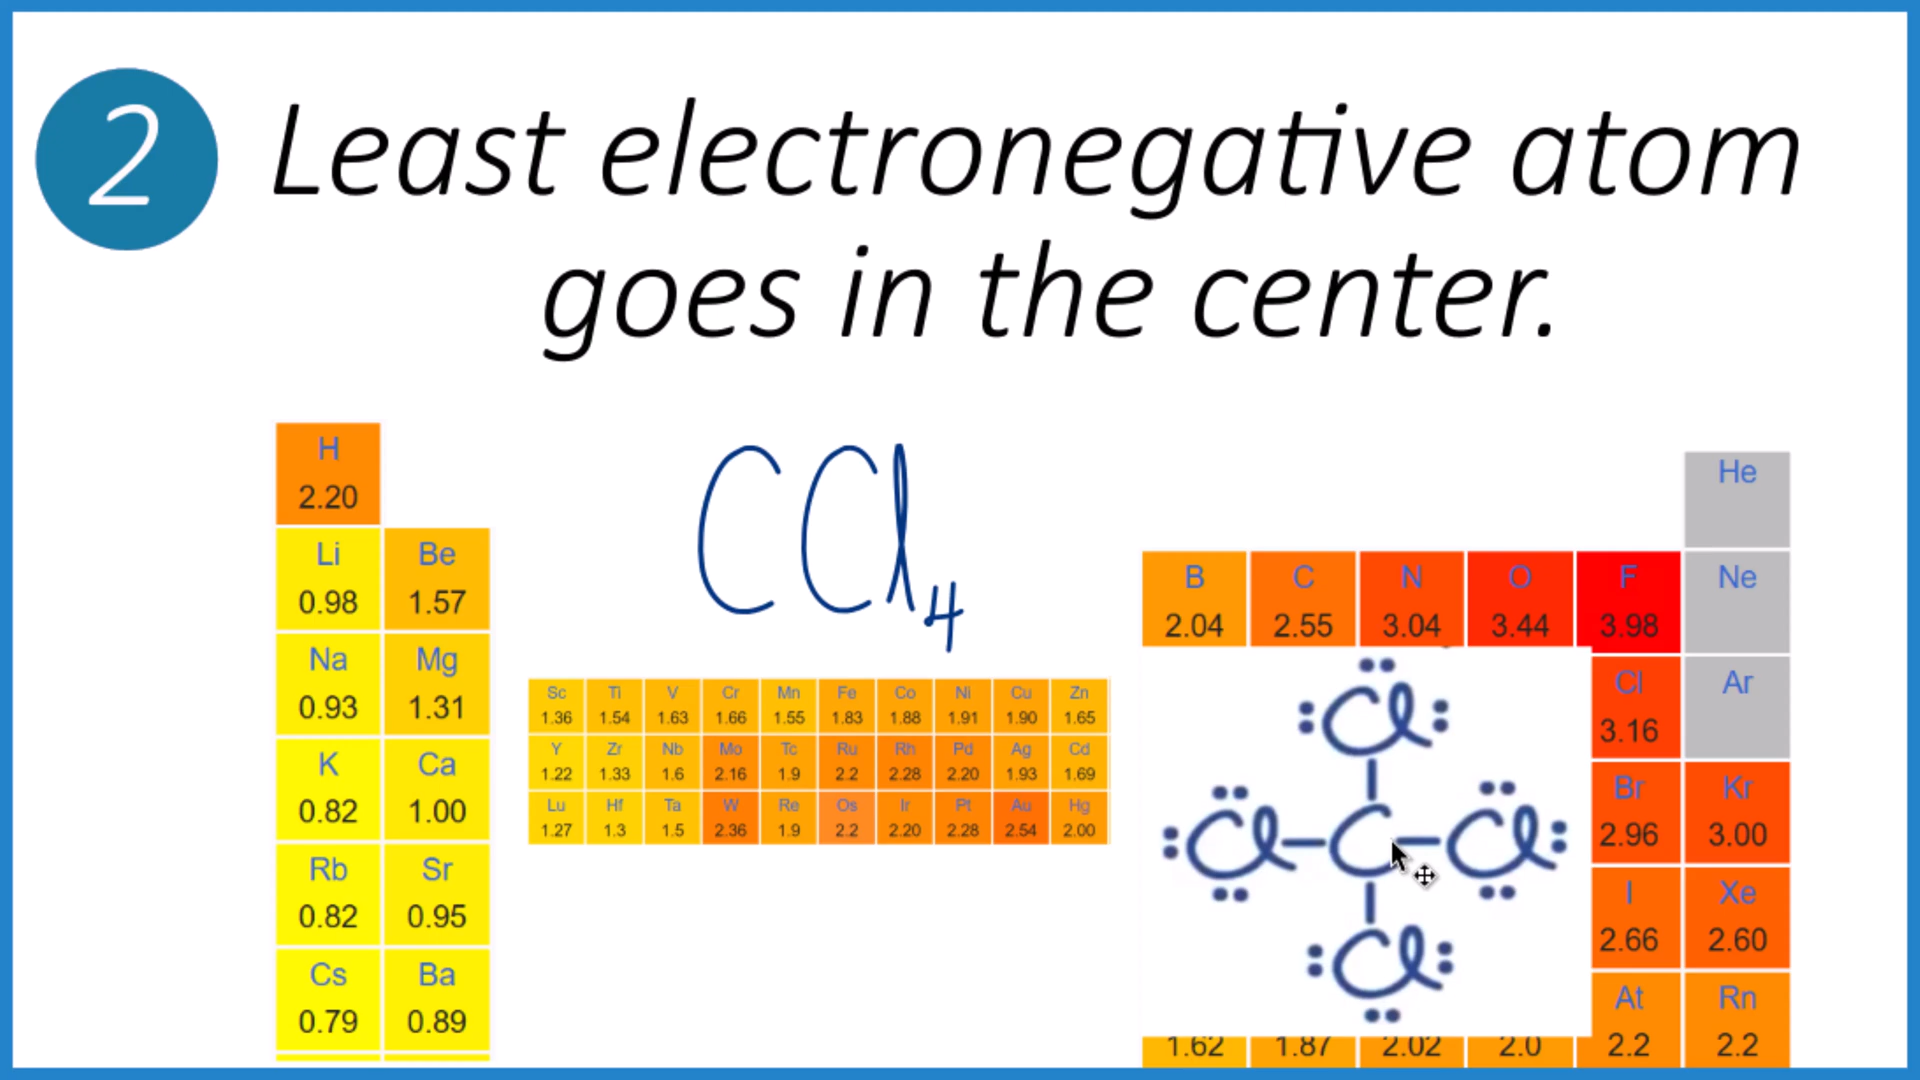 2
Least electronegative atom
goes in the center.
CCl4
H
2.20
He
Li Be
0.98 1.57
B C N O F Ne
2.04 2.55 3.04 3.44 3.98
Na Mg
0.93 1.31
Cl Ar
3.16
Sc Ti V Cr Mn Fe Co Ni Cu Zn
1.36 1.54 1.63 1.66 1.55 1.83 1.88 1.91 1.90 1.65
Y Zr Nb Mo Tc Ru Rh Pd Ag Cd
1.22 1.33 1.6 2.16 1.9 2.2 2.28 2.20 1.93 1.69
Lu Hf Ta W Re Os Ir Pt Au Hg
1.27 1.3 1.5 2.36 1.9 2.2 2.20 2.28 2.54 2.00
K Ca
0.82 1.00
Br Kr
2.96 3.00
Rb Sr
0.82 0.95
I Xe
2.66 2.60
Cs Ba
0.79 0.89
At Rn
1.62 1.87 2.02 2.0 2.2 2.2
Cl
Cl C Cl
Cl